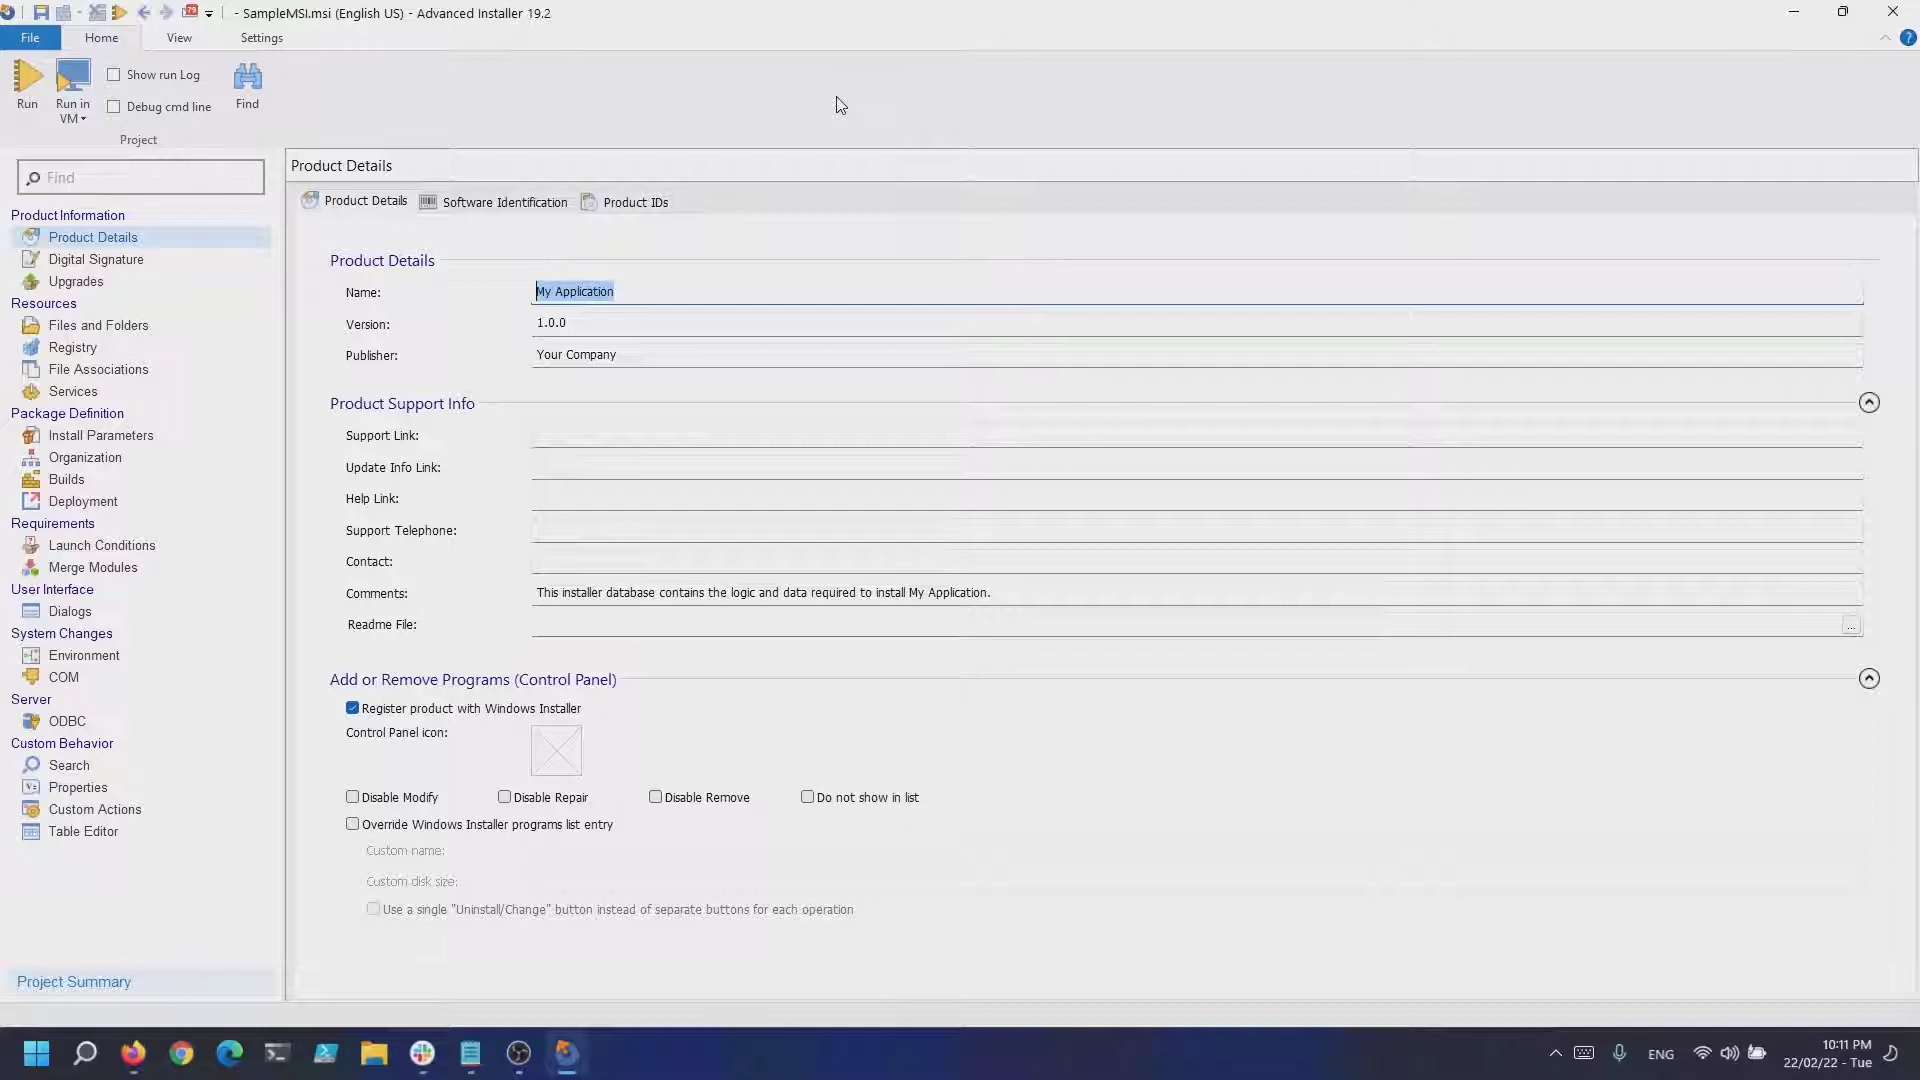 - SampleMSI.msi (English US) - Advanced Installer 19.2
File
Home
View
Settings
?
Run
Run in
VM
Show run Log
Debug cmd line
Find
Project
Find
Product Information
Product Details
Digital Signature
Upgrades
Resources
Files and Folders
Registry
File Associations
Services
Package Definition
Install Parameters
Organization
Builds
Deployment
Requirements
Launch Conditions
Merge Modules
User Interface
Dialogs
System Changes
Environment
COM
Server
ODBC
Custom Behavior
Search
Properties
Custom Actions
Table Editor
Project Summary
Product Details
Product Details
Software Identification
Product IDs
Product Details
Name: My Application
Version: 1.0.0
Publisher: Your Company
Product Support Info
Support Link:
Update Info Link:
Help Link:
Support Telephone:
Contact:
Comments: This installer database contains the logic and data required to install My Application.
Readme File: ...
Add or Remove Programs (Control Panel)
Register product with Windows Installer
Control Panel icon:
Disable Modify
Disable Repair
Disable Remove
Do not show in list
Override Windows Installer programs list entry
Custom name:
Custom disk size:
Use a single "Uninstall/Change" button instead of separate buttons for each operation
ENG
10:11 PM
22/02/22 - Tue